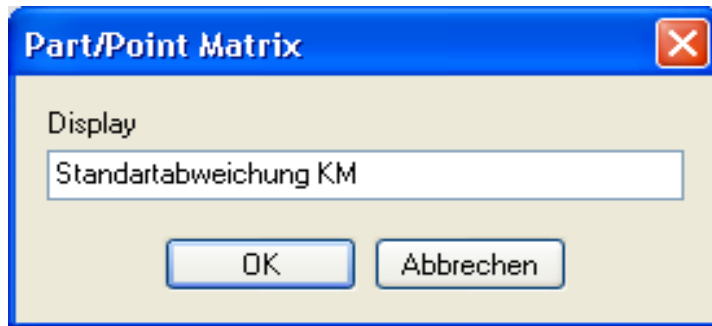 Part/Point Matrix
Display
Standartabweichung KM
OK
Abbrechen